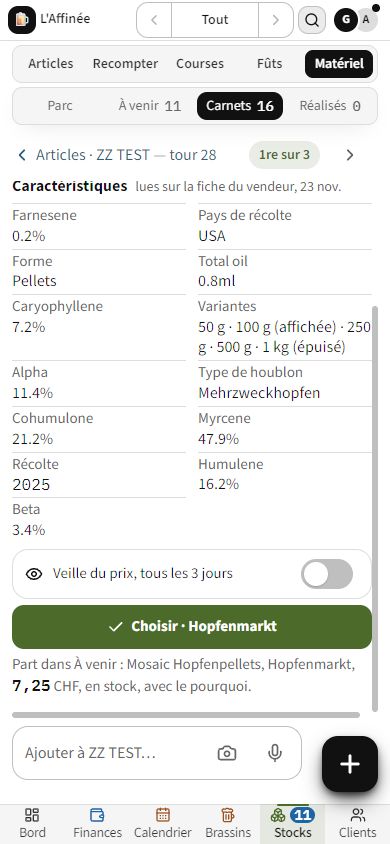 L'Affinée
Tout
G
A
Articles
Recompter
Courses
Fûts
Matériel
Parc
À venir 11
Carnets 16
Réalisés 0
Articles · ZZ TEST — tour 28
1re sur 3
Caractéristiques lues sur la fiche du vendeur, 23 nov.
Farnesene
0.2%
Pays de récolte
USA
Forme
Pellets
Total oil
0.8ml
Caryophyllene
7.2%
Variantes
50 g · 100 g (affichée) · 250
g · 500 g · 1 kg (épuisé)
Alpha
11.4%
Type de houblon
Mehrzweckhopfen
Cohumulone
21.2%
Myrcene
47.9%
Récolte
2025
Humulene
16.2%
Beta
3.4%
Veille du prix, tous les 3 jours
Choisir · Hopfenmarkt
Part dans À venir : Mosaic Hopfenpellets, Hopfenmarkt,
7,25 CHF, en stock, avec le pourquoi.
Ajouter à ZZ TEST…
Bord
Finances
Calendrier
Brassins
11
Stocks
Clients